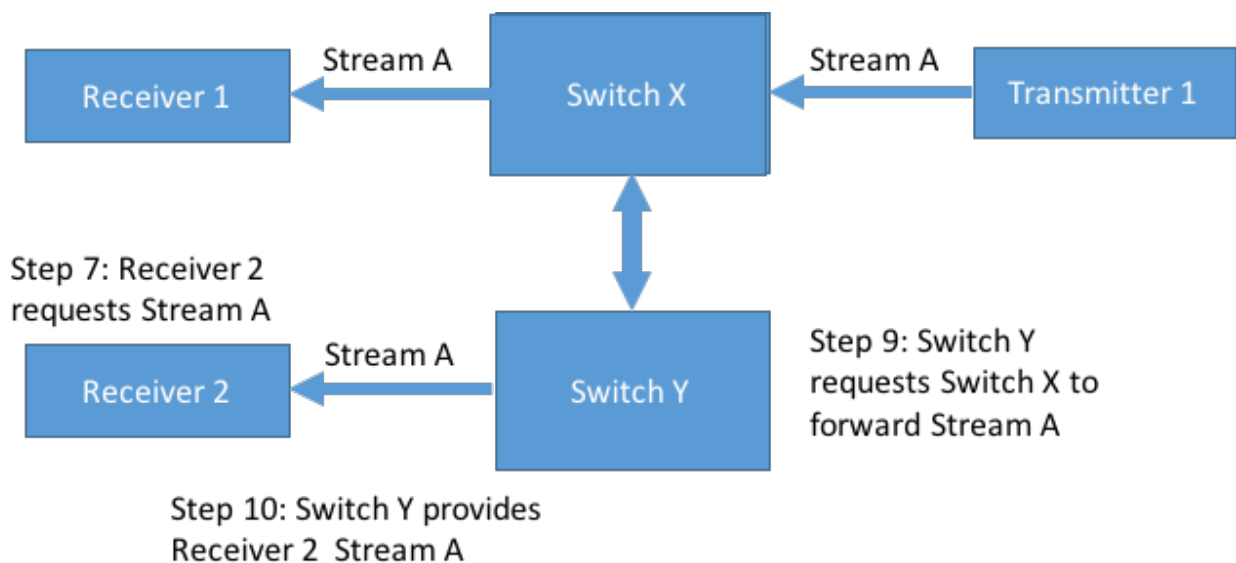 Stream A
Stream A
Receiver 1
Switch X
Transmitter 1
Step 7: Receiver 2
requests Stream A
Stream A
Receiver 2
Switch Y
Step 9: Switch Y
requests Switch X to
forward Stream A
Step 10: Switch Y provides
Receiver 2 Stream A